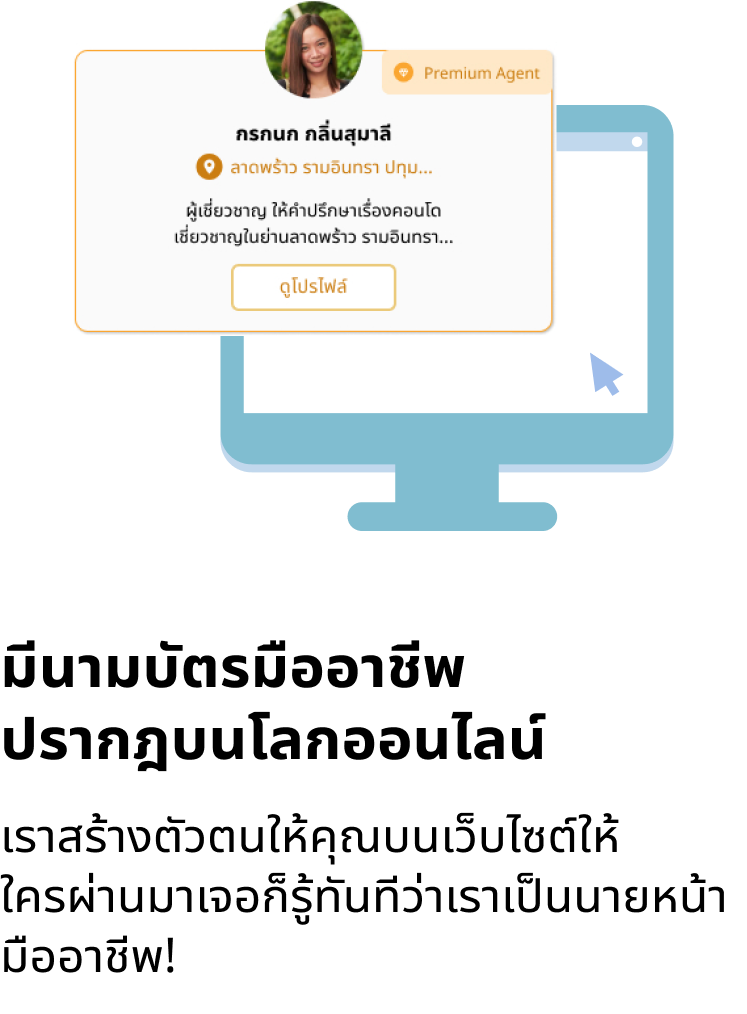 Premium Agent
กรกนก กลิ่นสุมาลี
ลาดพร้าว รามอินทรา ปทุม...
ผู้เชี่ยวชาญ ให้คำปรึกษาเรื่องคอนโด
เชี่ยวชาญในย่านลาดพร้าว รามอินทรา...
ดูโปรไฟล์
มีนามบัตรมืออาชีพ
ปรากฎบนโลกออนไลน์
เราสร้างตัวตนให้คุณบนเว็บไซต์ให้
ใครผ่านมาเจอก็รู้ทันทีว่าเราเป็นนายหน้า
มืออาชีพ!